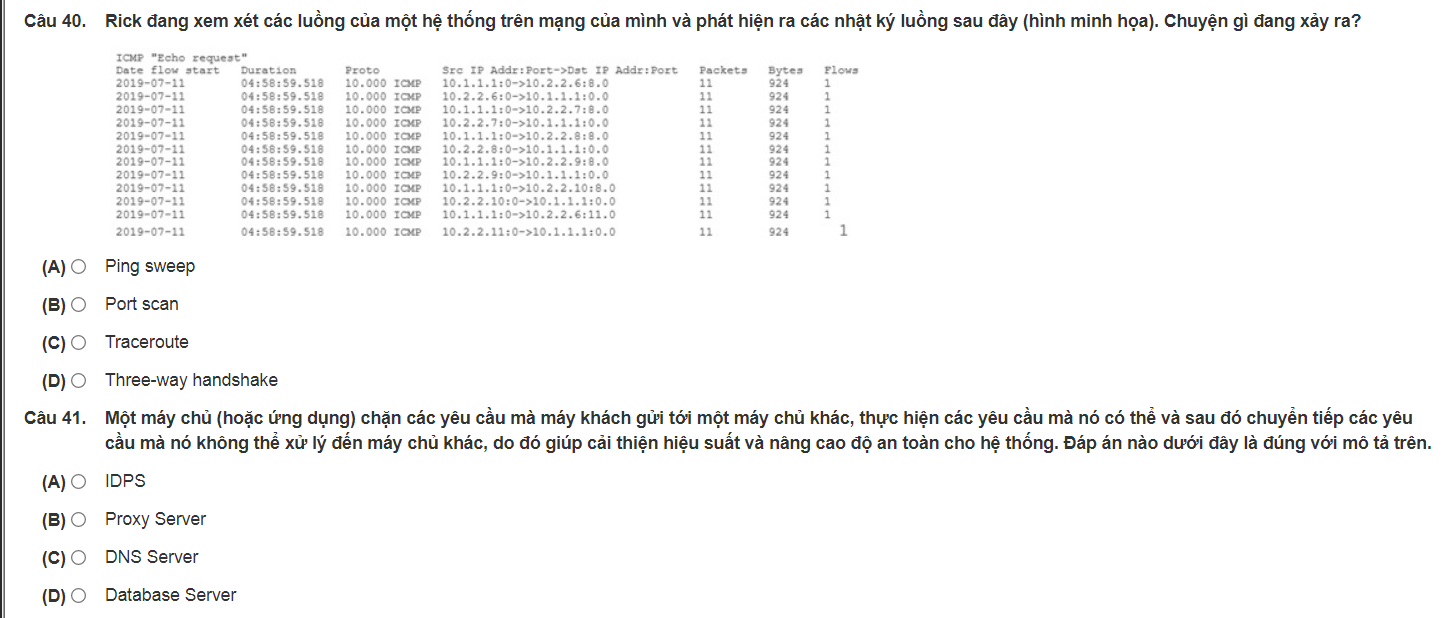 Câu 40. Rick đang xem xét các luồng của một hệ thống trên mạng của mình và phát hiện ra các nhật ký luồng sau đây (hình minh họa). Chuyện gì đang xảy ra?
ICMP "Echo request"
Date flow start Duration Proto Src IP Addr:Port->Dst IP Addr:Port Packets Bytes Flows
2019-07-11 04:58:59.518 10.000 ICMP 10.1.1.1:0->10.2.2.6:8.0 11 924 1
2019-07-11 04:58:59.518 10.000 ICMP 10.2.2.6:0->10.1.1.1:0.0 11 924 1
2019-07-11 04:58:59.518 10.000 ICMP 10.1.1.1:0->10.2.2.7:8.0 11 924 1
2019-07-11 04:58:59.518 10.000 ICMP 10.2.2.7:0->10.1.1.1:0.0 11 924 1
2019-07-11 04:58:59.518 10.000 ICMP 10.1.1.1:0->10.2.2.8:8.0 11 924 1
2019-07-11 04:58:59.518 10.000 ICMP 10.2.2.8:0->10.1.1.1:0.0 11 924 1
2019-07-11 04:58:59.518 10.000 ICMP 10.1.1.1:0->10.2.2.9:8.0 11 924 1
2019-07-11 04:58:59.518 10.000 ICMP 10.2.2.9:0->10.1.1.1:0.0 11 924 1
2019-07-11 04:58:59.518 10.000 ICMP 10.1.1.1:0->10.2.2.10:8.0 11 924 1
2019-07-11 04:58:59.518 10.000 ICMP 10.2.2.10:0->10.1.1.1:0.0 11 924 1
2019-07-11 04:58:59.518 10.000 ICMP 10.1.1.1:0->10.2.2.6:11.0 11 924 1
2019-07-11 04:58:59.518 10.000 ICMP 10.2.2.11:0->10.1.1.1:0.0 11 924 1
(A) Ping sweep
(B) Port scan
(C) Traceroute
(D) Three-way handshake
Câu 41. Một máy chủ (hoặc ứng dụng) chặn các yêu cầu mà máy khách gửi tới một máy chủ khác, thực hiện các yêu cầu mà nó có thể và sau đó chuyển tiếp các yêu
cầu mà nó không thể xử lý đến máy chủ khác, do đó giúp cải thiện hiệu suất và nâng cao độ an toàn cho hệ thống. Đáp án nào dưới đây là đúng với mô tả trên.
(A) IDPS
(B) Proxy Server
(C) DNS Server
(D) Database Server